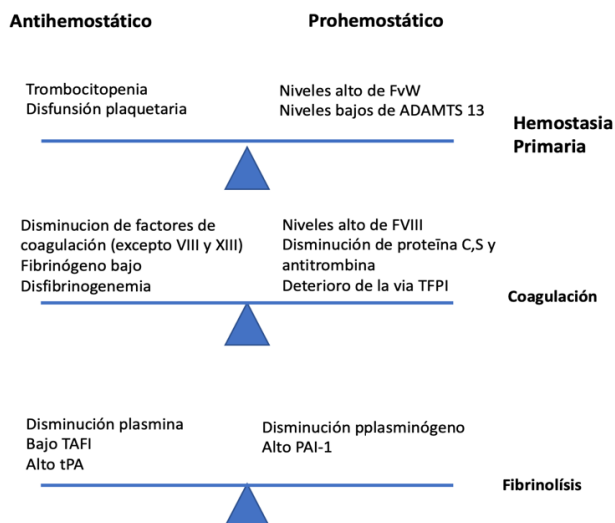 Antihemostático
Prohemostático
Trombocitopenia
Disfunsión plaquetaria
Niveles alto de FvW
Niveles bajos de ADAMTS 13
Hemostasia
Primaria
Disminucion de factores de
coagulación (excepto VIII y XIII)
Fibrinógeno bajo
Disfibrinogenemia
Niveles alto de FVIII
Disminución de proteïna C,S y
antitrombina
Deterioro de la via TFPI
Coagulación
Disminución plasmina
Bajo TAFI
Alto tPA
Disminución pplasminógeno
Alto PAI-1
Fibrinolísis